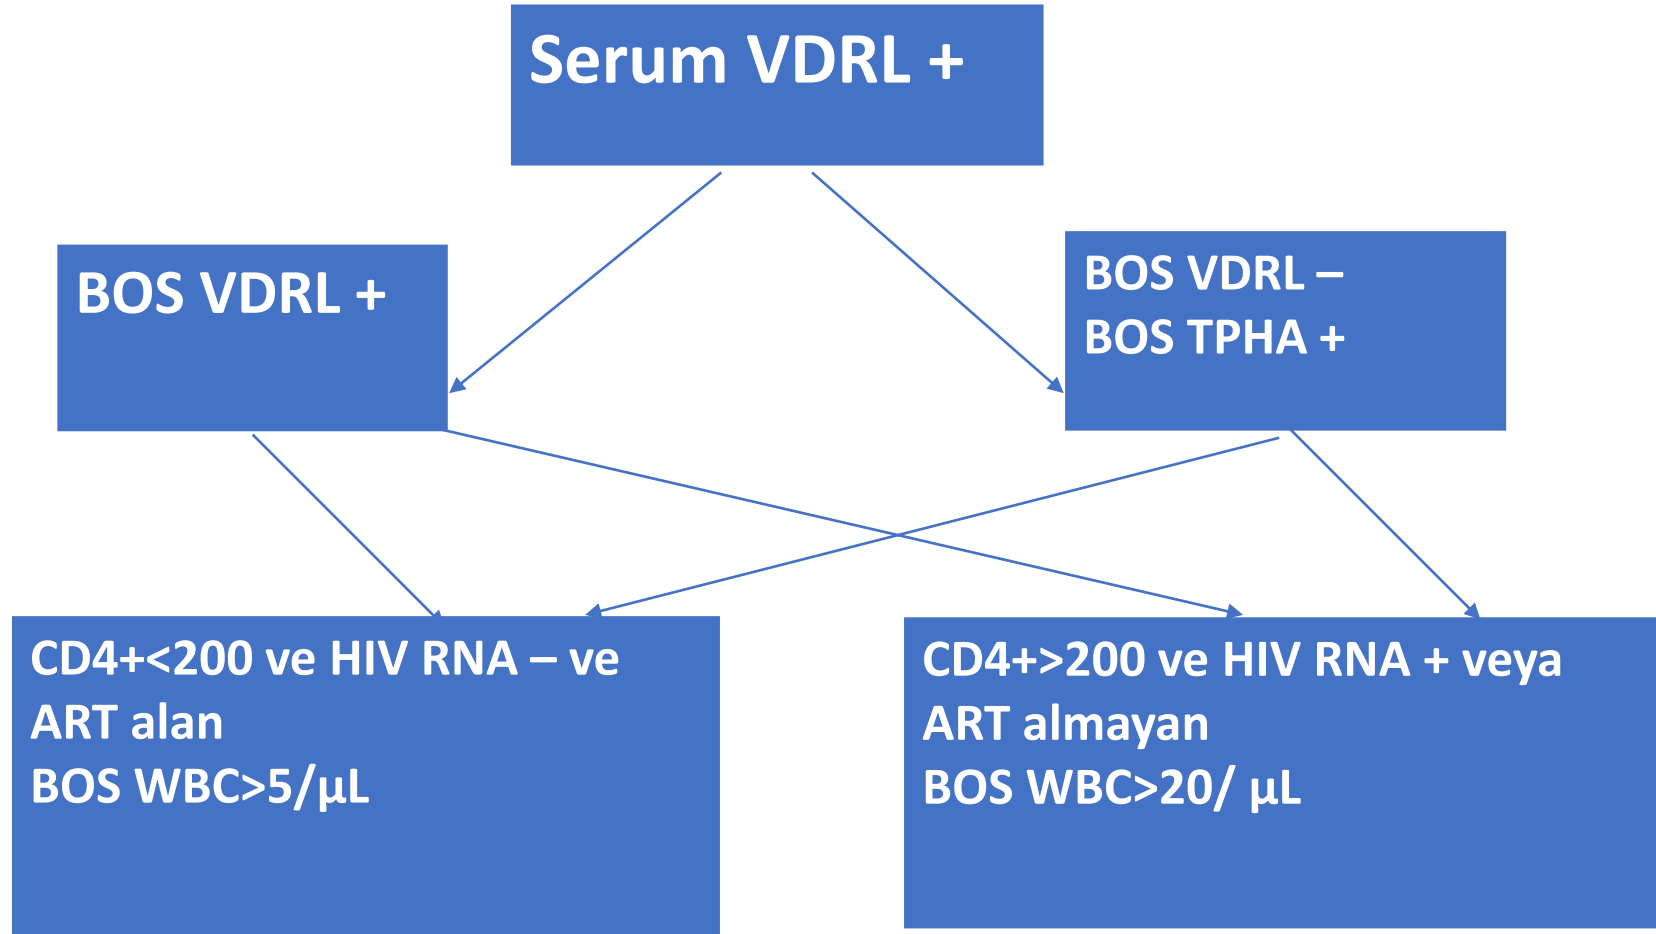 Serum VDRL +
BOS VDRL +
BOS VDRL –
BOS TPHA +
CD4+<200 ve HIV RNA – ve
ART alan
BOS WBC>5/µL
CD4+>200 ve HIV RNA + veya
ART almayan
BOS WBC>20/ µL